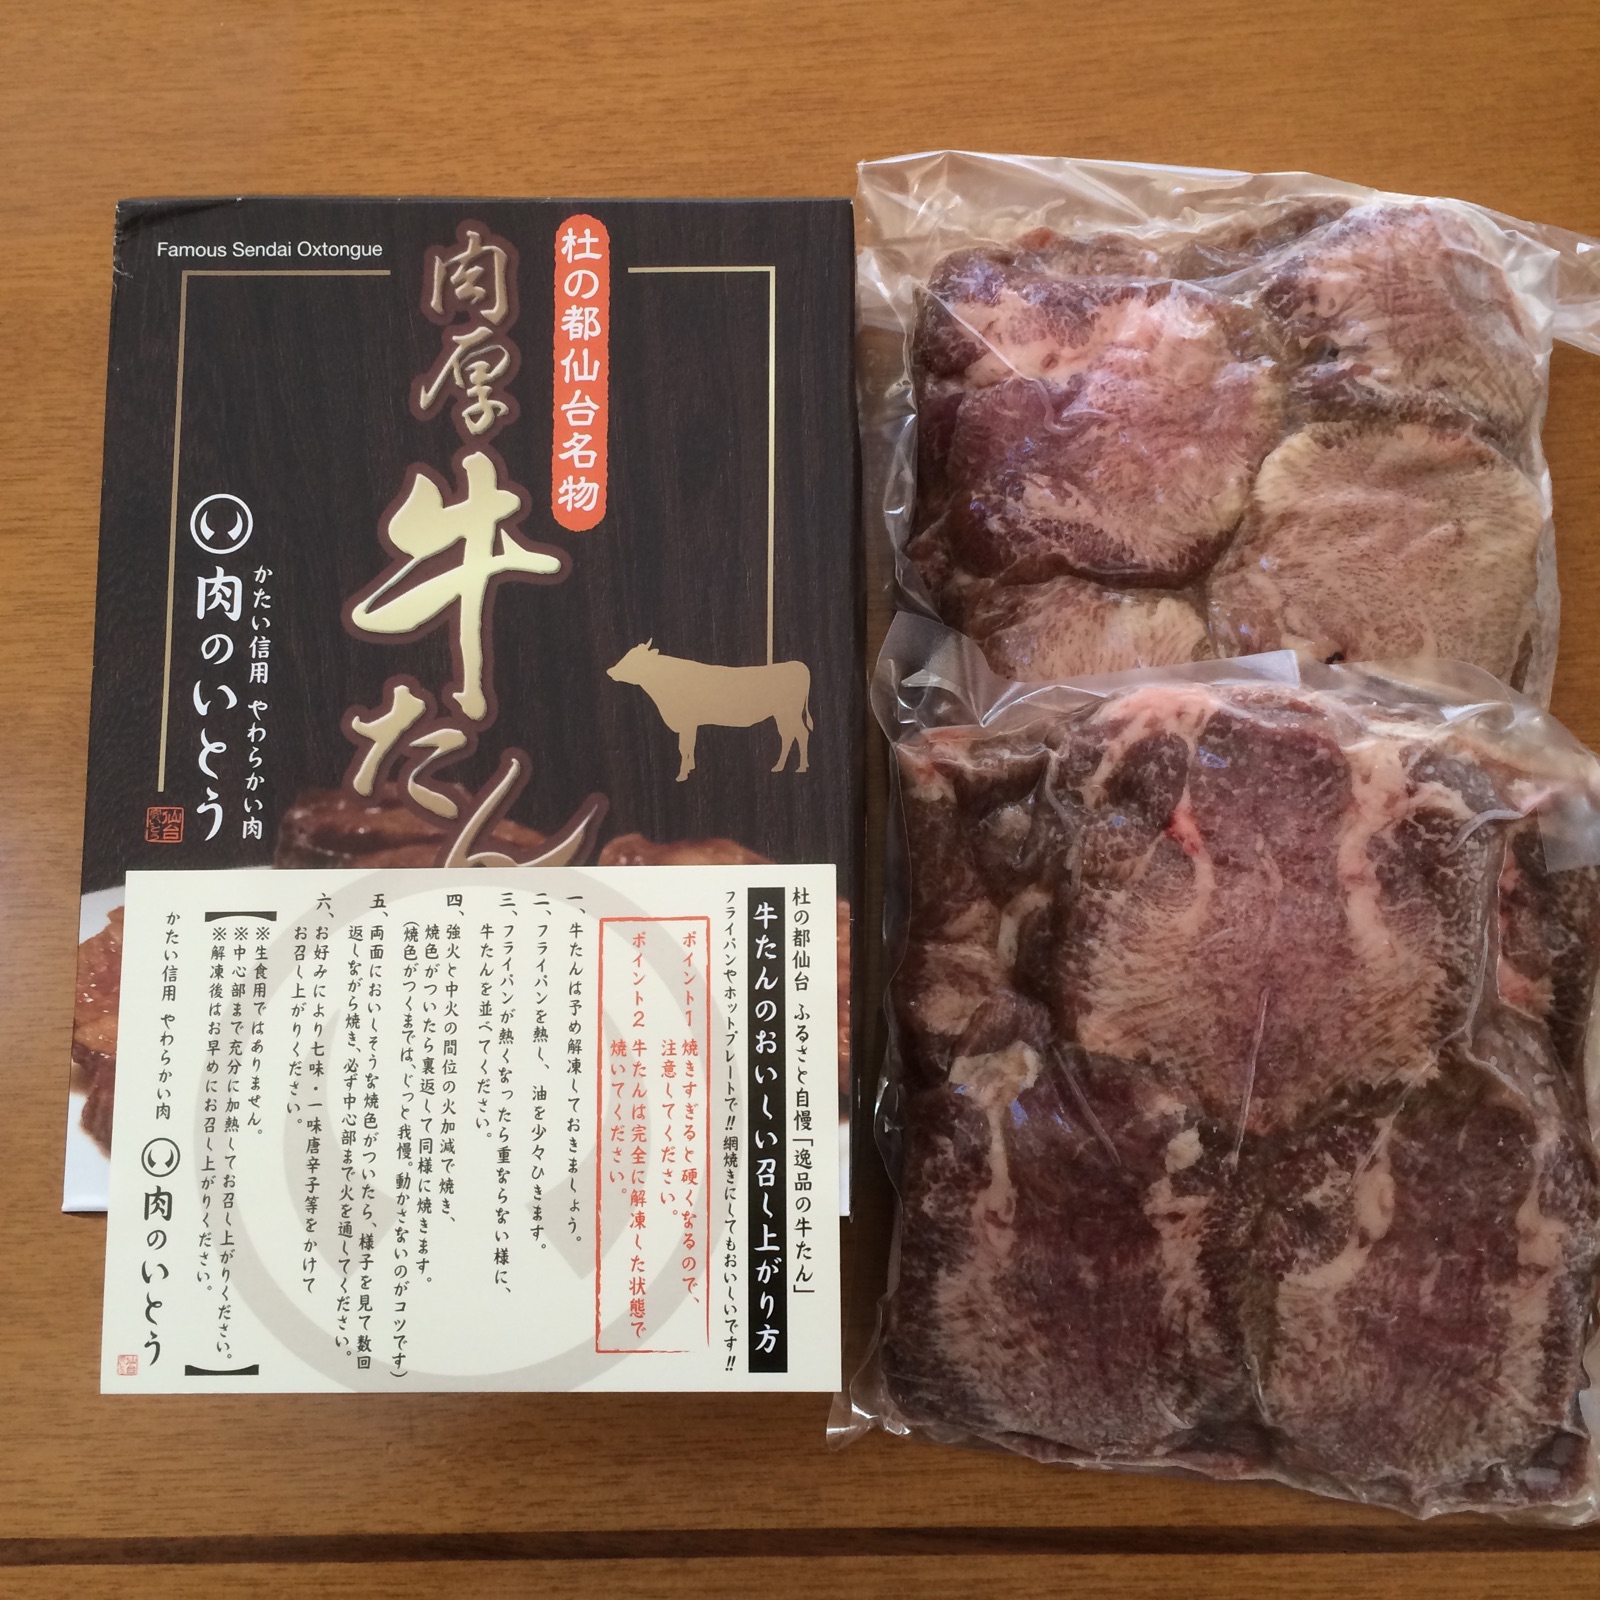 Famous Sendai Oxtongue
杜の都仙台名物
肉厚
牛たん
かたい信用 やわらかい肉
肉のいとう
仙台
杜の都仙台 ふるさと自慢「逸品の牛たん」
牛たんのおいしい召し上がり方
フライパンやホットプレートで!!網焼きにしてもおいしいです!!
ポイント1 焼きすぎると硬くなるので、
注意してください。
ポイント2 牛たんは完全に解凍した状態で
焼いてください。
一、牛たんは予め解凍しておきましょう。
二、フライパンを熱し、油を少々ひきます。
三、フライパンが熱くなったら重ならない様に、
牛たんを並べてください。
四、強火と中火の間位の火加減で焼き、
焼色がついたら裏返して同様に焼きます。
(焼色がつくまでは、じっと我慢。動かさないのがコツです)
五、両面においしそうな焼色がついたら、様子を見て数回
返しながら焼き、必ず中心部まで火を通してください。
六、お好みにより七味・一味唐辛子等をかけて
お召し上がりください。
【※生食用ではありません。
※中心部まで充分に加熱してお召し上がりください。
※解凍後はお早めにお召し上がりください。】
かたい信用 やわらかい肉
肉のいとう